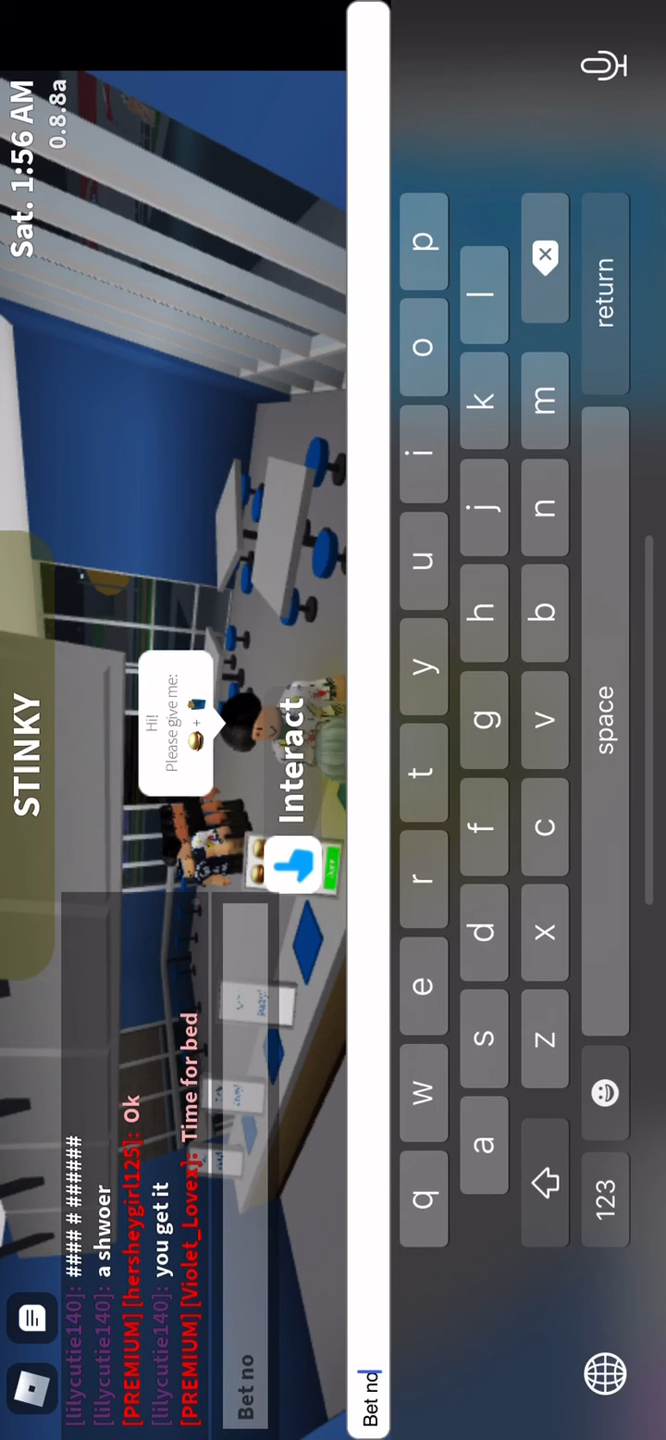 Sat. 1:56 AM
0.8.8a
STINKY
[lilycutie140]: #### # ######
[lilycutie140]: a shwoer
[PREMIUM] [hersheygirl125]: Ok
[lilycutie140]: you get it
[PREMIUM] [Violet_Lovex]: Time for bed
Bet no
Hi!
Please give me:
+
Interact
Done
Bet no
q w e r t y u i o p
a s d f g h j k l
z x c v b n m
123 space return